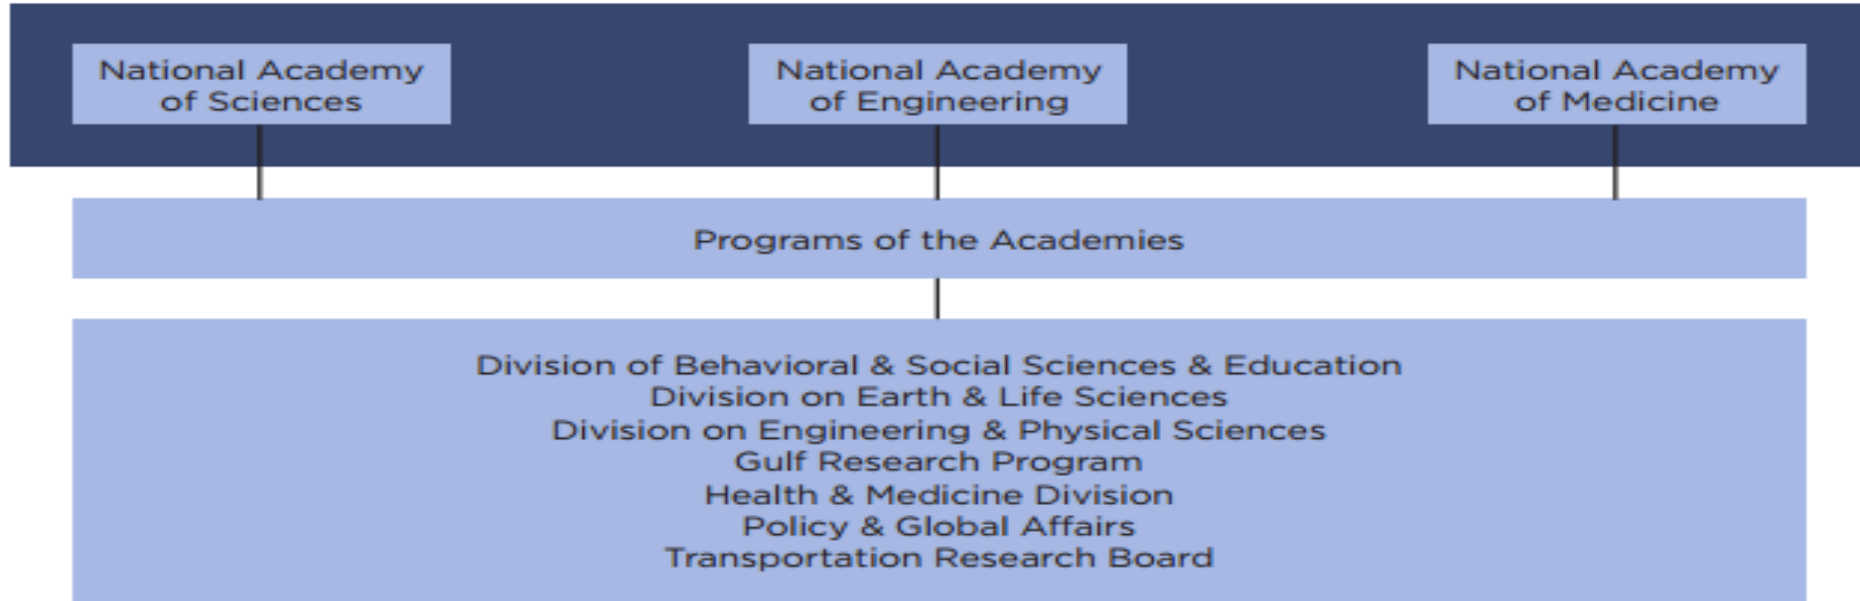 National Academy
of Sciences
National Academy
of Engineering
National Academy
of Medicine
Programs of the Academies
Division of Behavioral & Social Sciences & Education
Division on Earth & Life Sciences
Division on Engineering & Physical Sciences
Gulf Research Program
Health & Medicine Division
Policy & Global Affairs
Transportation Research Board